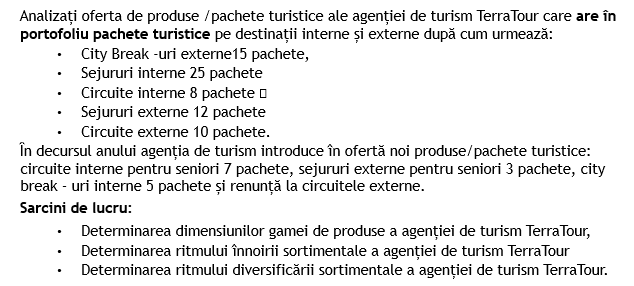 Analizați oferta de produse /pachete turistice ale agenției de turism TerraTour care are în
portofoliu pachete turistice pe destinații interne și externe după cum urmează:
• City Break -uri externe15 pachete,
• Sejururi interne 25 pachete
• Circuite interne 8 pachete 
• Sejururi externe 12 pachete
• Circuite externe 10 pachete.
În decursul anului agenția de turism introduce în ofertă noi produse/pachete turistice:
circuite interne pentru seniori 7 pachete, sejururi externe pentru seniori 3 pachete, city
break - uri interne 5 pachete și renunță la circuitele externe.
Sarcini de lucru:
• Determinarea dimensiunilor gamei de produse a agenției de turism TerraTour,
• Determinarea ritmului înnoirii sortimentale a agenției de turism TerraTour
• Determinarea ritmului diversificării sortimentale a agenției de turism TerraTour.